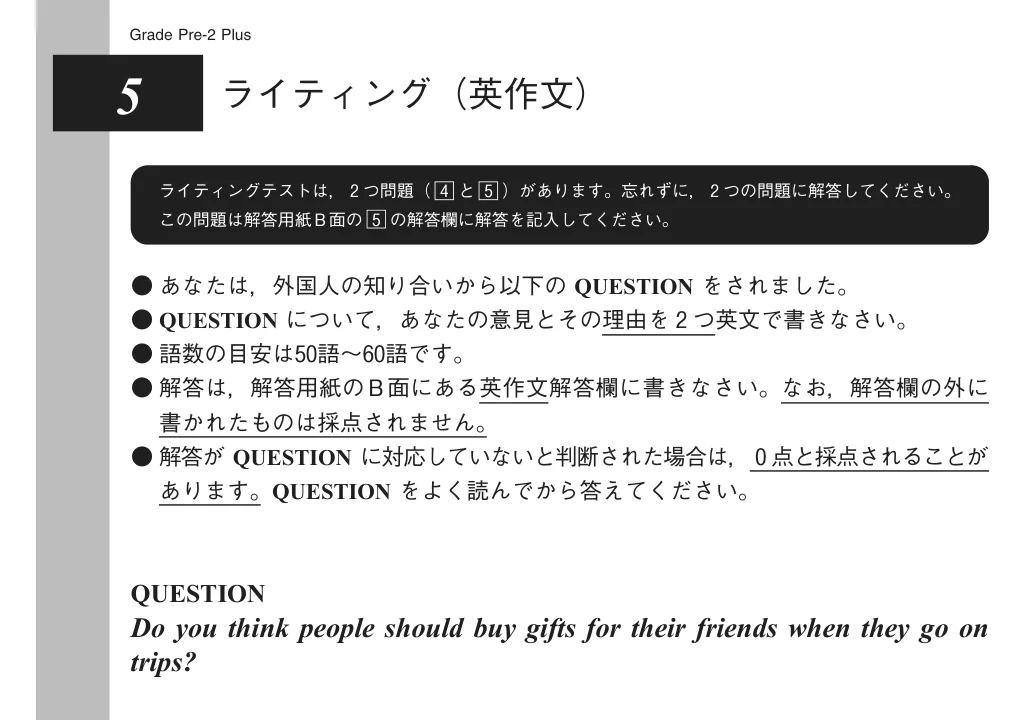 Grade Pre-2 Plus
5 ライティング（英作文）
ライティングテストは，２つ問題（4と5）があります。忘れずに，２つの問題に解答してください。
この問題は解答用紙Ｂ面の5の解答欄に解答を記入してください。
● あなたは，外国人の知り合いから以下の QUESTION をされました。
● QUESTION について，あなたの意見とその理由を２つ英文で書きなさい。
● 語数の目安は50語～60語です。
● 解答は，解答用紙のＢ面にある英作文解答欄に書きなさい。なお，解答欄の外に
書かれたものは採点されません。
● 解答が QUESTION に対応していないと判断された場合は，０点と採点されることが
あります。QUESTION をよく読んでから答えてください。
QUESTION
Do you think people should buy gifts for their friends when they go on
trips?